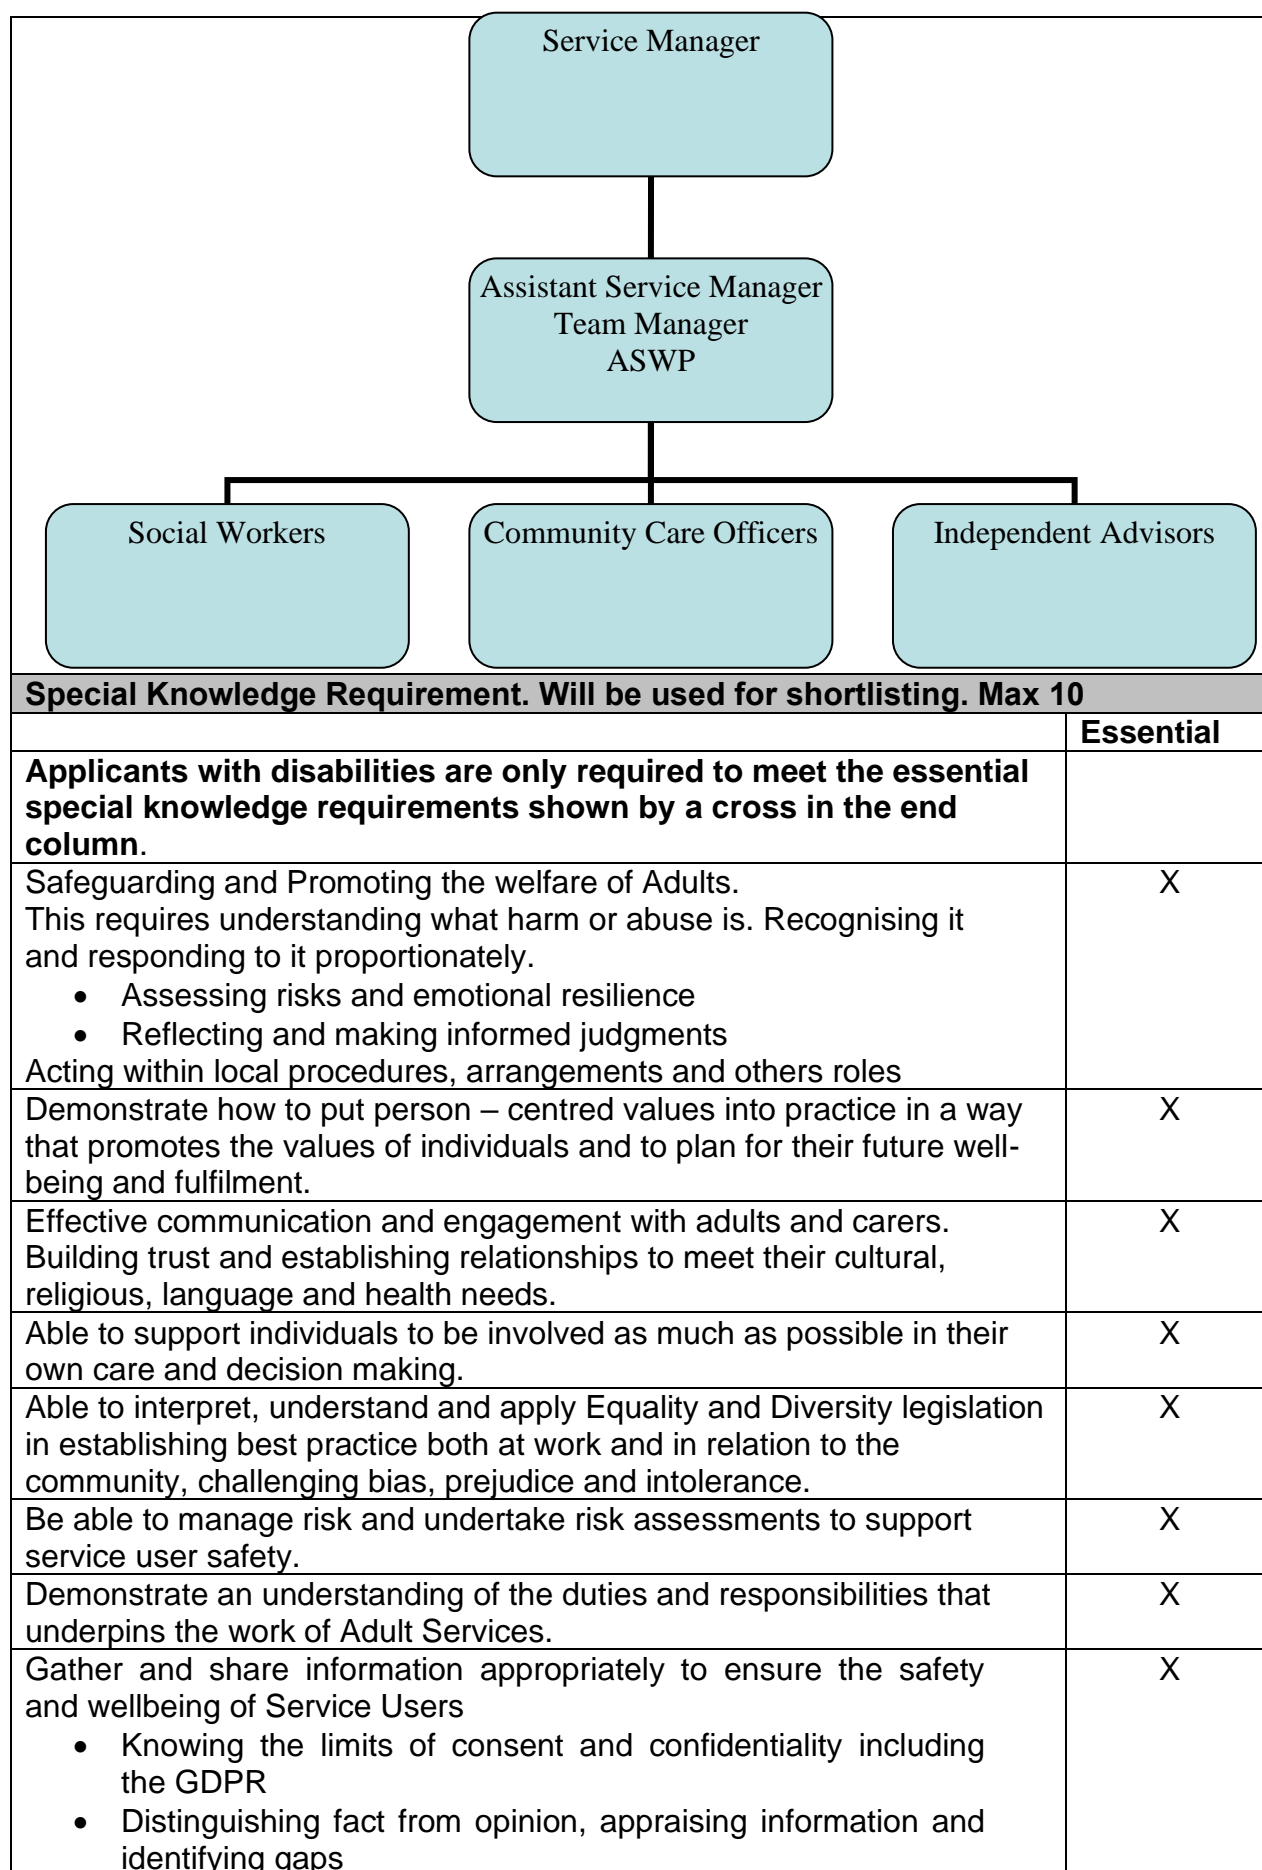 Service Manager
Assistant Service Manager
Team Manager
ASWP
Social Workers
Community Care Officers
Independent Advisors
Special Knowledge Requirement. Will be used for shortlisting. Max 10
Essential
Applicants with disabilities are only required to meet the essential
special knowledge requirements shown by a cross in the end
column.
Safeguarding and Promoting the welfare of Adults.
X
This requires understanding what harm or abuse is. Recognising it
and responding to it proportionately.
• Assessing risks and emotional resilience
• Reflecting and making informed judgments
Acting within local procedures, arrangements and others roles
Demonstrate how to put person – centred values into practice in a way
X
that promotes the values of individuals and to plan for their future well-
being and fulfilment.
Effective communication and engagement with adults and carers.
X
Building trust and establishing relationships to meet their cultural,
religious, language and health needs.
Able to support individuals to be involved as much as possible in their
X
own care and decision making.
Able to interpret, understand and apply Equality and Diversity legislation
X
in establishing best practice both at work and in relation to the
community, challenging bias, prejudice and intolerance.
Be able to manage risk and undertake risk assessments to support
X
service user safety.
Demonstrate an understanding of the duties and responsibilities that
X
underpins the work of Adult Services.
Gather and share information appropriately to ensure the safety
X
and wellbeing of Service Users
• Knowing the limits of consent and confidentiality including
the GDPR
• Distinguishing fact from opinion, appraising information and
identifying gaps